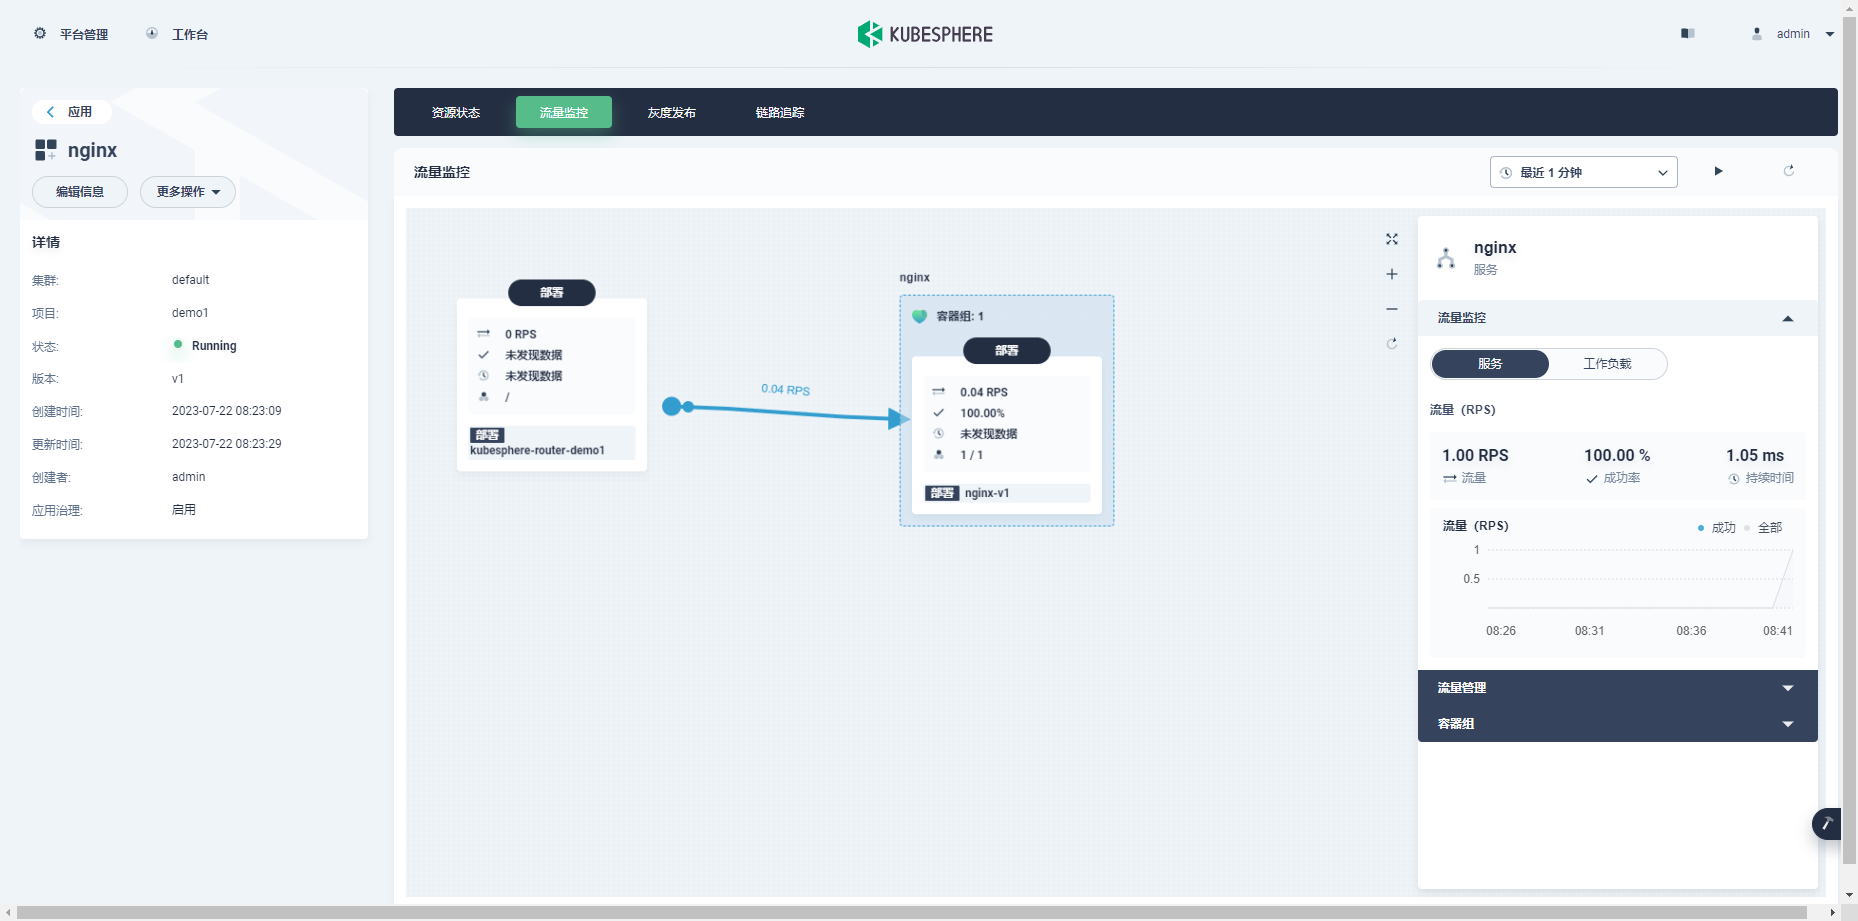 平台管理 工作台 KUBESPHERE admin
应用
nginx
编辑信息 更多操作
详情
集群: default
项目: demo1
状态: Running
版本: v1
创建时间: 2023-07-22 08:23:09
更新时间: 2023-07-22 08:23:29
创建者: admin
应用治理: 启用
资源状态 流量监控 灰度发布 链路追踪
流量监控 最近 1 分钟
部署
0 RPS
未发现数据
未发现数据
/
部署
kubesphere-router-demo1
0.04 RPS
nginx
容器组: 1
部署
0.04 RPS
100.00%
未发现数据
1 / 1
部署 nginx-v1
nginx
服务
流量监控
服务 工作负载
流量（RPS）
1.00 RPS 100.00 % 1.05 ms
流量 成功率 持续时间
流量（RPS） 成功 全部
1
0.5
08:26 08:31 08:36 08:41
流量管理
容器组